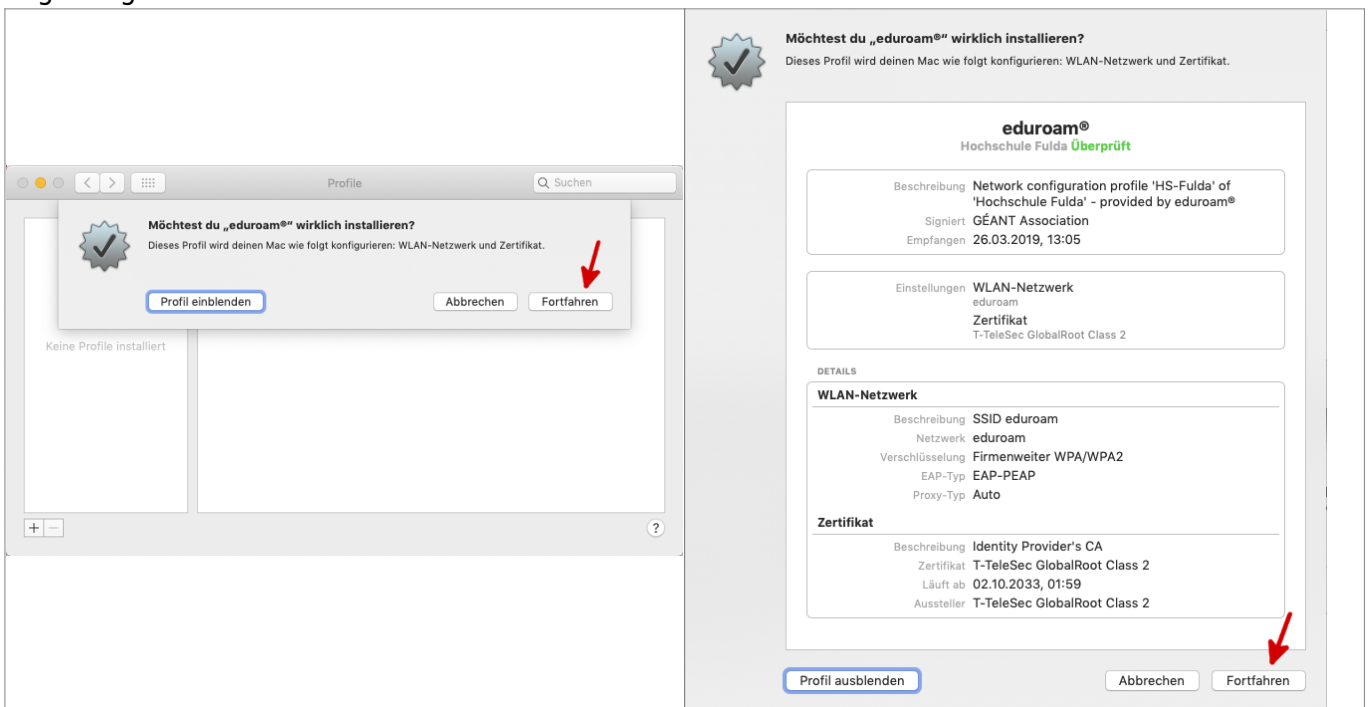 Profile
Suchen
Möchtest du „eduroam®“ wirklich installieren?
Dieses Profil wird deinen Mac wie folgt konfigurieren: WLAN-Netzwerk und Zertifikat.
Profil einblenden
Abbrechen
Fortfahren
Keine Profile installiert
+
−
?
Möchtest du „eduroam®“ wirklich installieren?
Dieses Profil wird deinen Mac wie folgt konfigurieren: WLAN-Netzwerk und Zertifikat.
eduroam®
Hochschule Fulda Überprüft
Beschreibung Network configuration profile 'HS-Fulda' of
'Hochschule Fulda' - provided by eduroam®
Signiert GÉANT Association
Empfangen 26.03.2019, 13:05
Einstellungen WLAN-Netzwerk
eduroam
Zertifikat
T-TeleSec GlobalRoot Class 2
DETAILS
WLAN-Netzwerk
Beschreibung SSID eduroam
Netzwerk eduroam
Verschlüsselung Firmenweiter WPA/WPA2
EAP-Typ EAP-PEAP
Proxy-Typ Auto
Zertifikat
Beschreibung Identity Provider's CA
Zertifikat T-TeleSec GlobalRoot Class 2
Läuft ab 02.10.2033, 01:59
Aussteller T-TeleSec GlobalRoot Class 2
Profil ausblenden
Abbrechen
Fortfahren